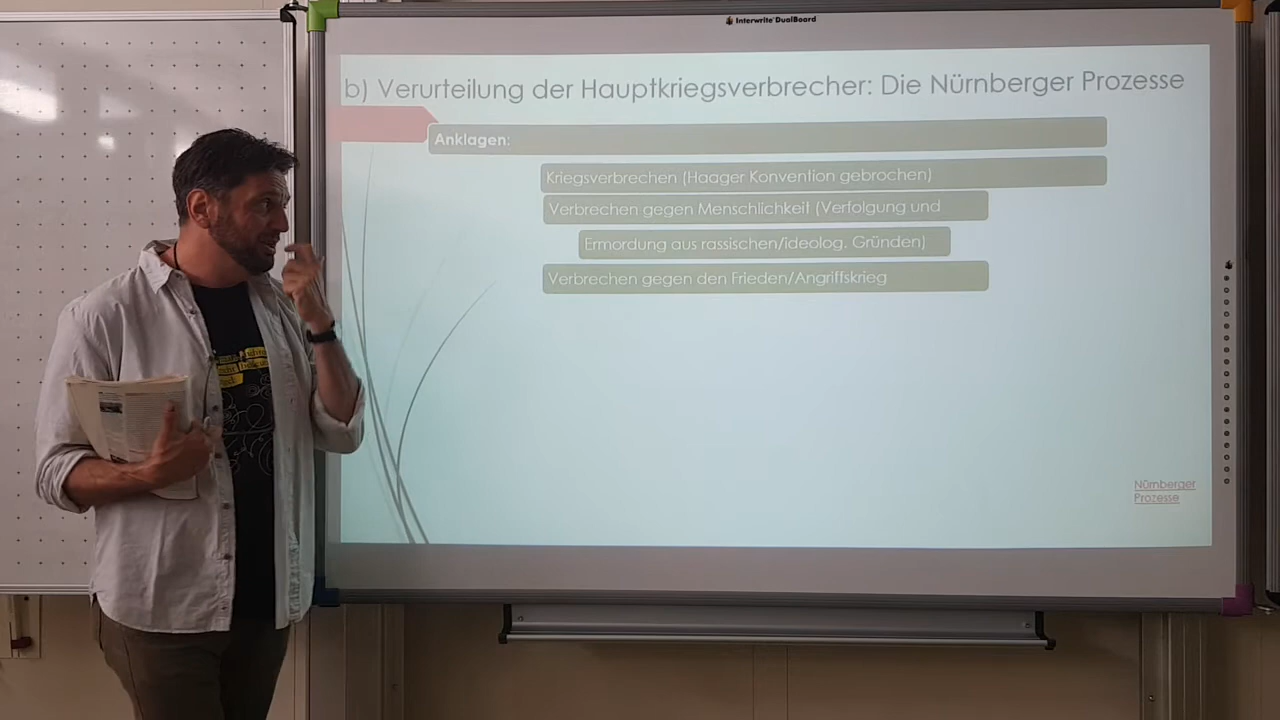 Interwrite DualBoard
b) Verurteilung der Hauptkriegsverbrecher: Die Nürnberger Prozesse
Anklagen:
Kriegsverbrechen (Haager Konvention gebrochen)
Verbrechen gegen Menschlichkeit (Verfolgung und
Ermordung aus rassischen/ideolog. Gründen)
Verbrechen gegen den Frieden/Angriffskrieg
Nürnberger
Prozesse